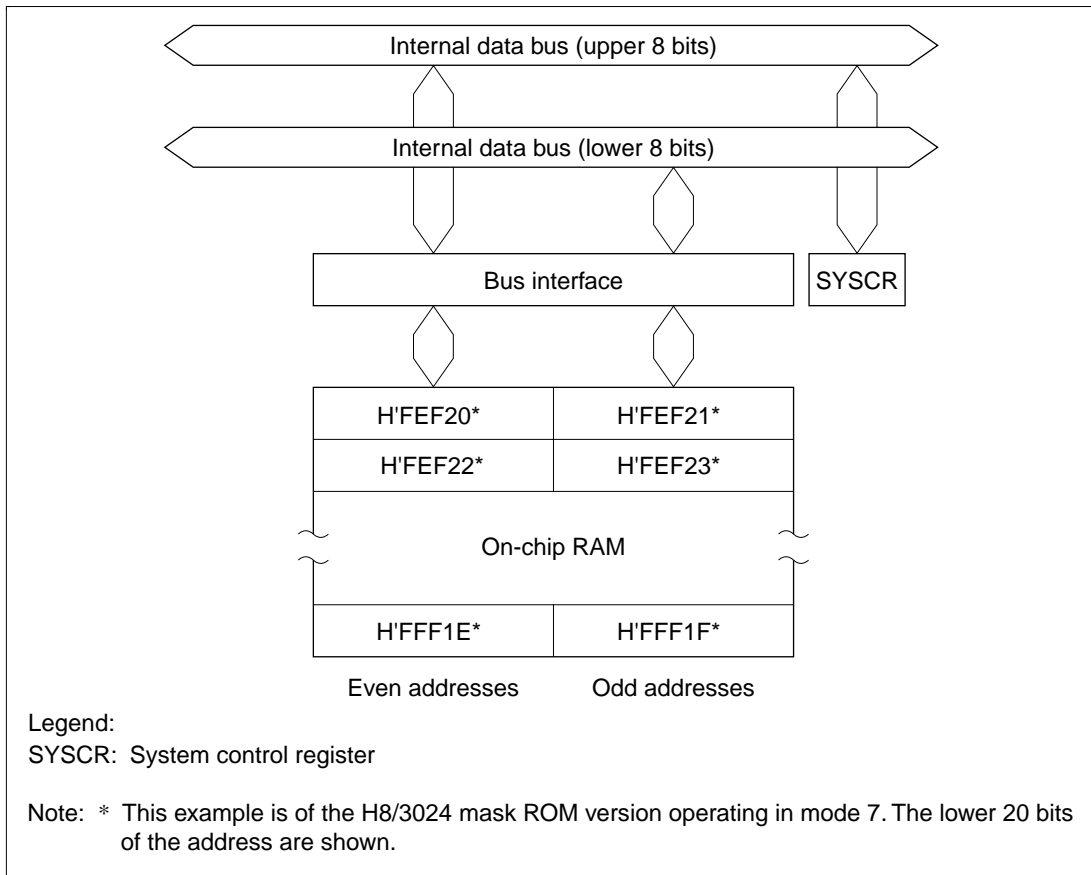 Internal data bus (upper 8 bits)
Internal data bus (lower 8 bits)
Bus interface
SYSCR
H'FEF20*
H'FEF21*
H'FEF22*
H'FEF23*
On-chip RAM
H'FFF1E*
H'FFF1F*
Even addresses
Odd addresses
Legend:
SYSCR: System control register
Note: * This example is of the H8/3024 mask ROM version operating in mode 7. The lower 20 bits
of the address are shown.